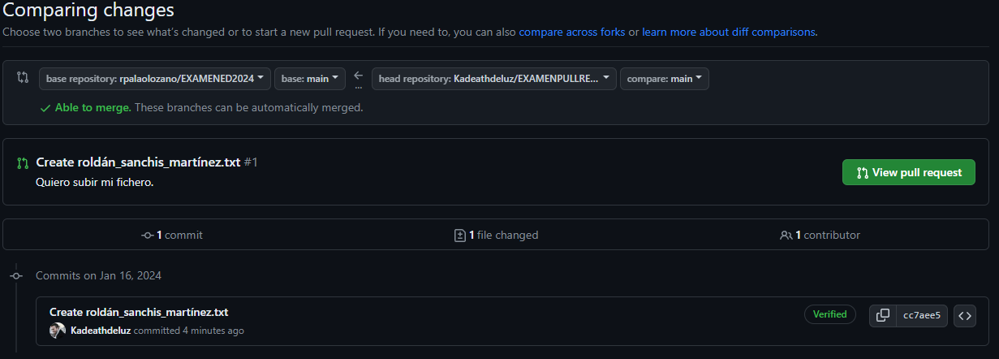 Comparing changes
Choose two branches to see what's changed or to start a new pull request. If you need to, you can also compare across forks or learn more about diff comparisons.
base repository: rpalaolozano/EXAMENED2024 base: main head repository: Kadeathdeluz/EXAMENPULLRE... compare: main
Able to merge. These branches can be automatically merged.
Create roldán_sanchis_martínez.txt #1
Quiero subir mi fichero.
View pull request
1 commit 1 file changed 1 contributor
Commits on Jan 16, 2024
Create roldán_sanchis_martínez.txt
Kadeathdeluz committed 4 minutes ago
Verified cc7aee5